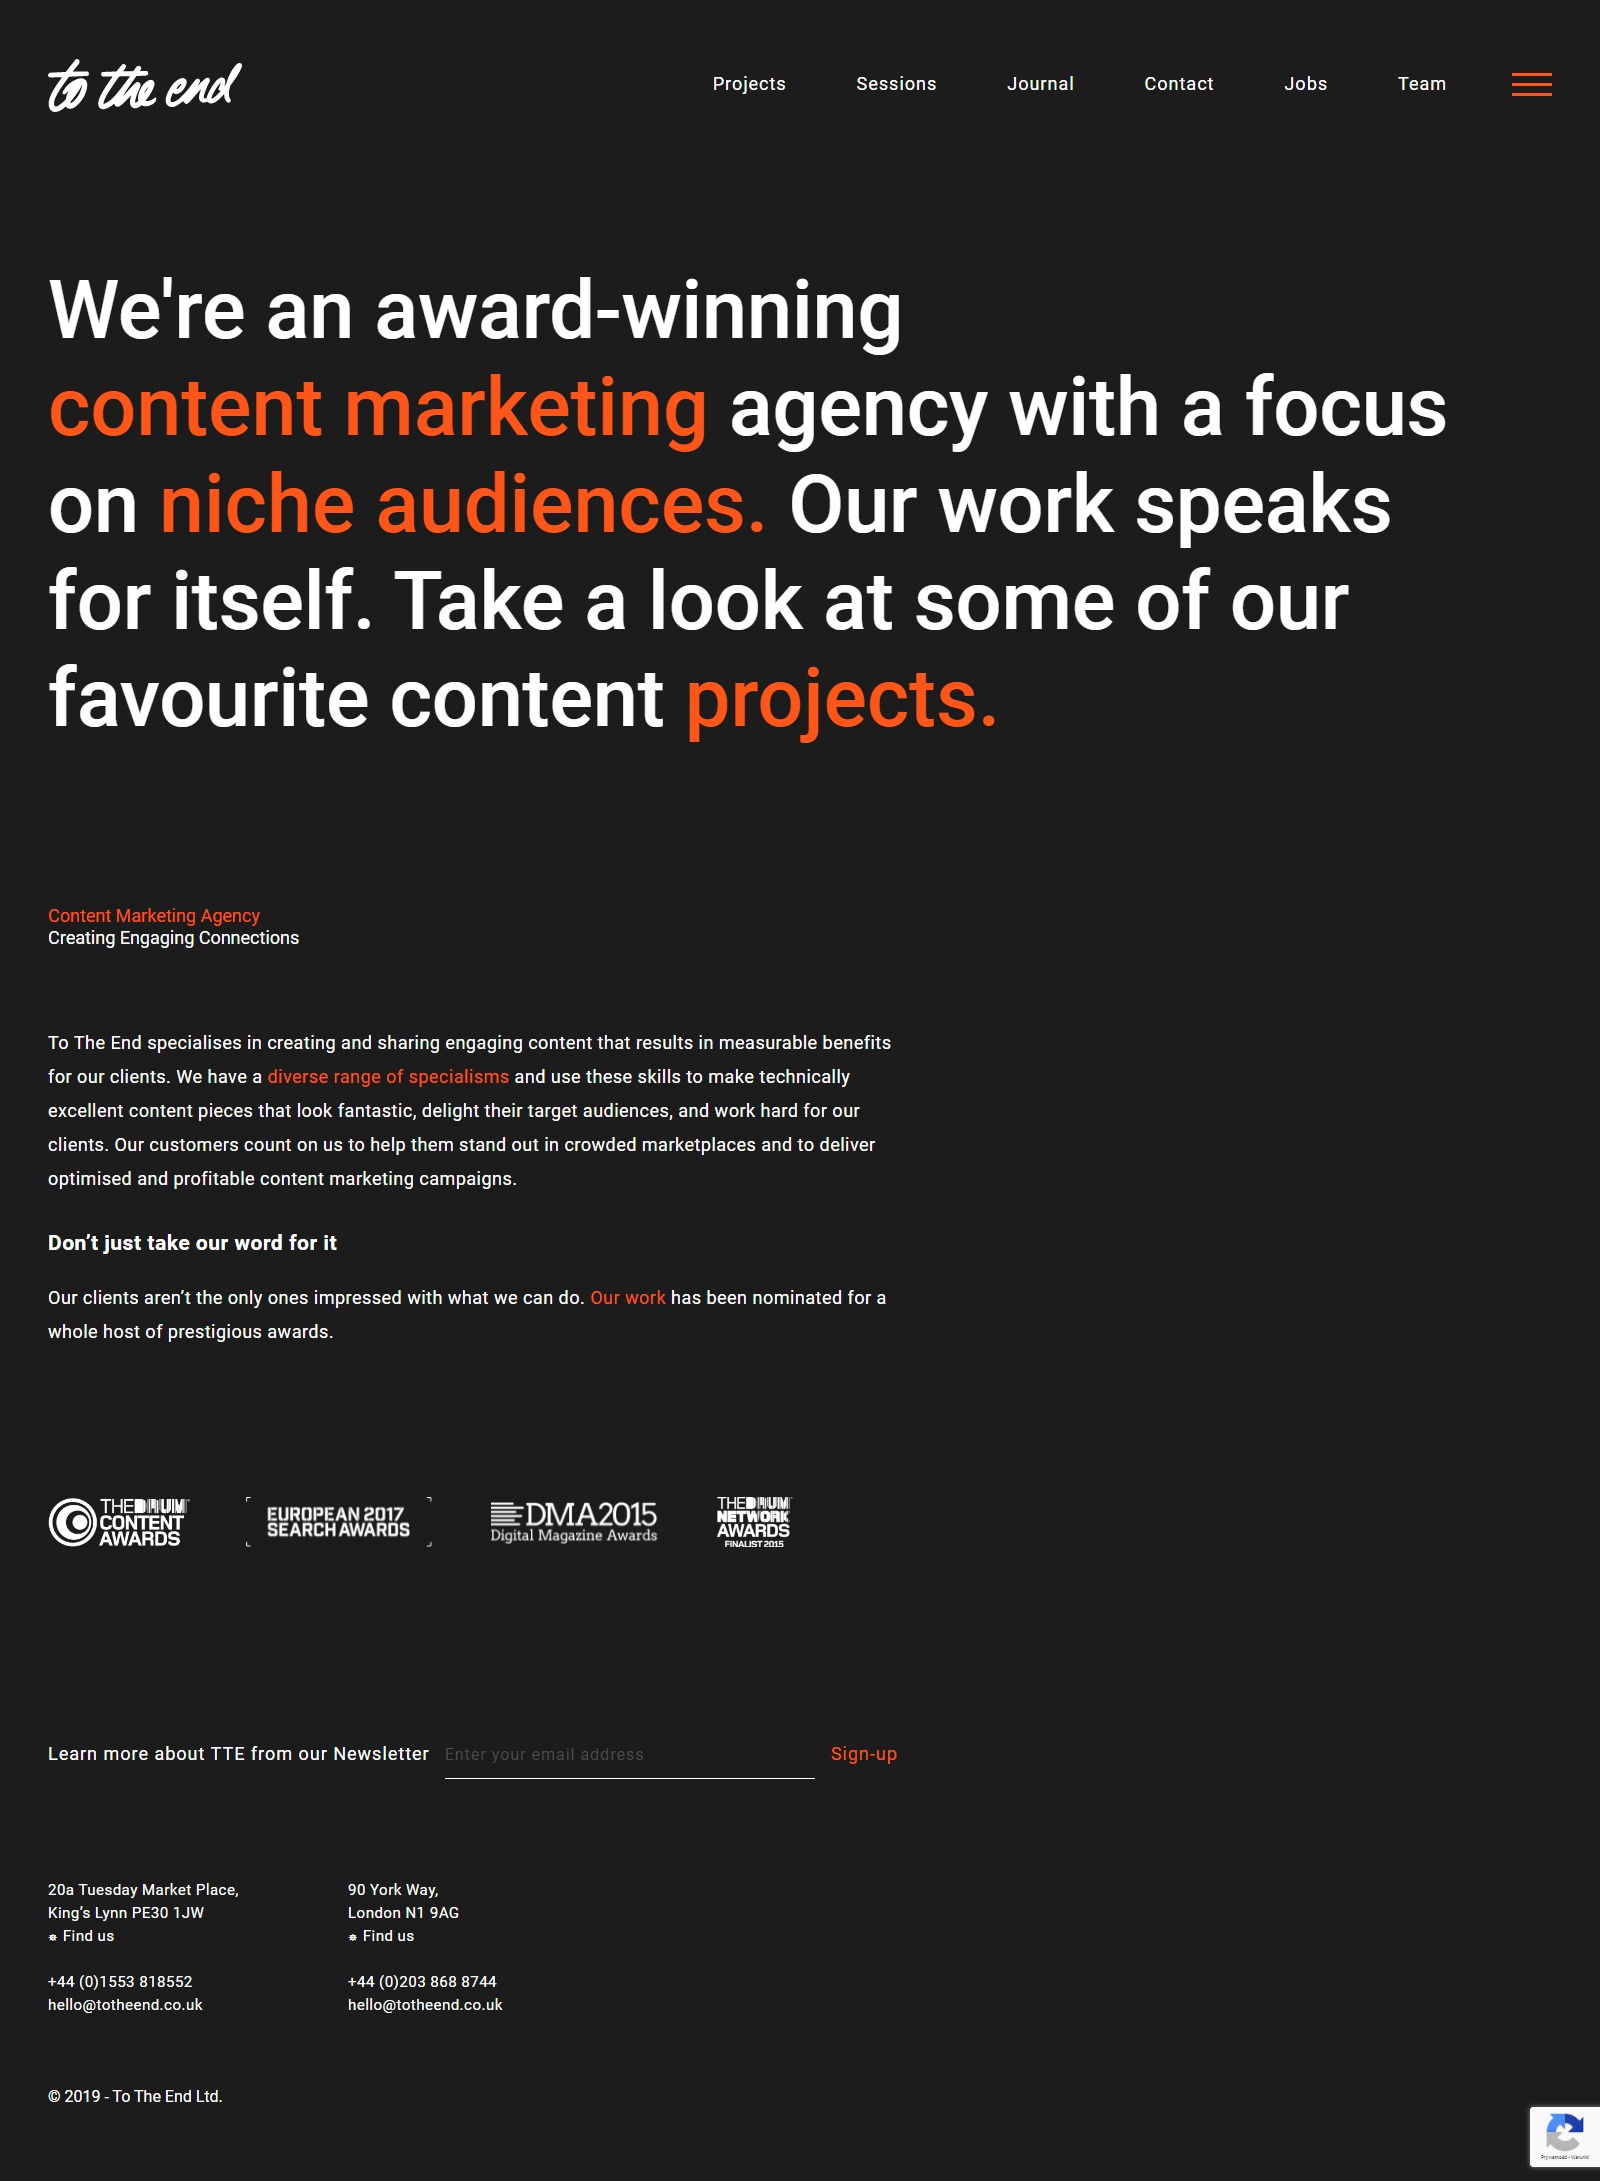 to the end
Projects
Sessions
Journal
Contact
Jobs
Team
We're an award-winning
content marketing agency with a focus
on niche audiences. Our work speaks
for itself. Take a look at some of our
favourite content projects.
Content Marketing Agency
Creating Engaging Connections
To The End specialises in creating and sharing engaging content that results in measurable benefits
for our clients. We have a diverse range of specialisms and use these skills to make technically
excellent content pieces that look fantastic, delight their target audiences, and work hard for our
clients. Our customers count on us to help them stand out in crowded marketplaces and to deliver
optimised and profitable content marketing campaigns.
Don’t just take our word for it
Our clients aren’t the only ones impressed with what we can do. Our work has been nominated for a
whole host of prestigious awards.
THEDRUM
CONTENT
AWARDS
EUROPEAN 2017
SEARCH AWARDS
DMA2015
Digital Magazine Awards
THEDRUM
NETWORK
AWARDS
FINALIST 2015
Learn more about TTE from our Newsletter
Enter your email address
Sign-up
20a Tuesday Market Place,
King’s Lynn PE30 1JW
Find us
+44 (0)1553 818552
hello@totheend.co.uk
90 York Way,
London N1 9AG
Find us
+44 (0)203 868 8744
hello@totheend.co.uk
© 2019 - To The End Ltd.
Prywatność - Warunki